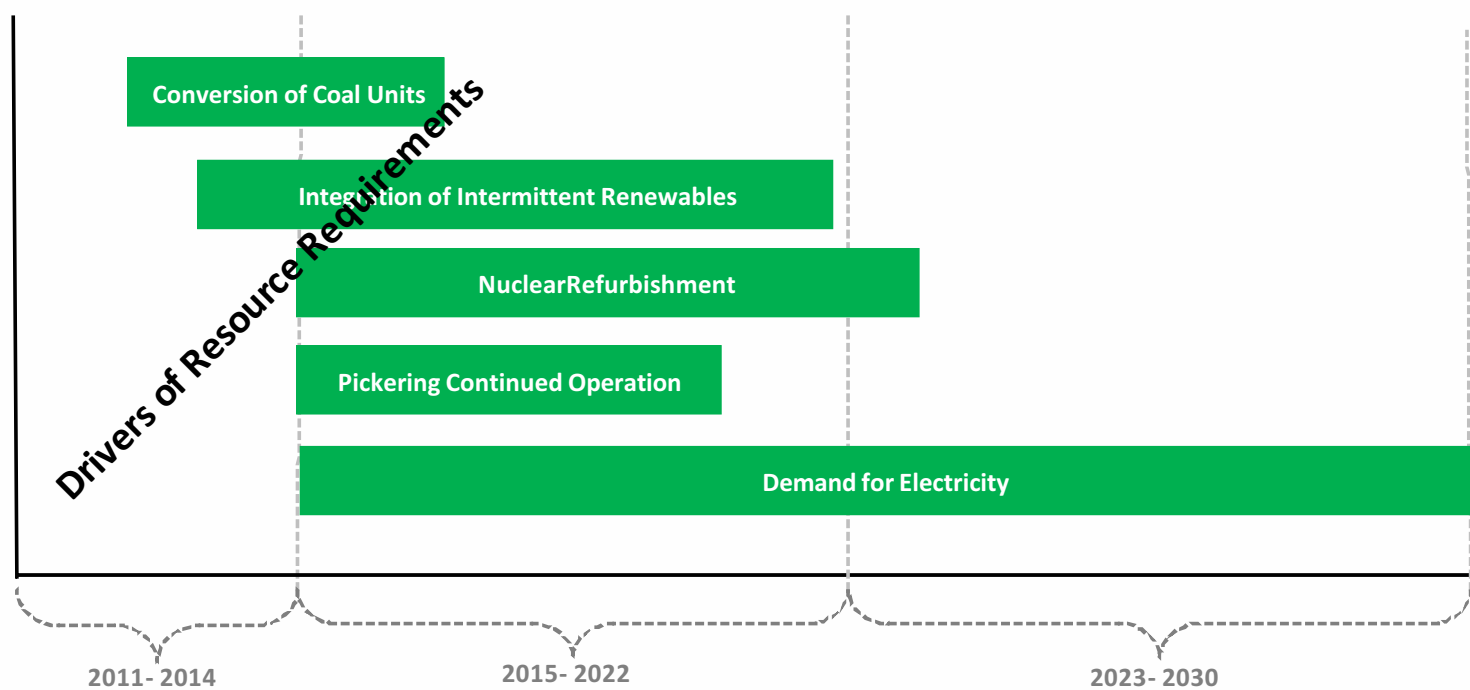 Conversion of Coal Units
Drivers of Resource Requirements
Integration of Intermittent Renewables
NuclearRefurbishment
Pickering Continued Operation
Demand for Electricity
2011- 2014
2015- 2022
2023- 2030